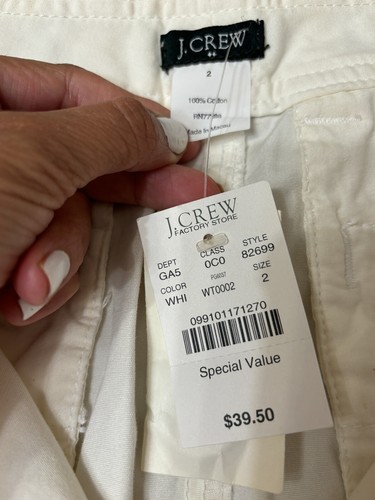 J.CREW
2
100% Cotton
Made in Macau
J.CREW
FACTORY STORE
DEPT CLASS STYLE
GA5 0C0 82699
COLOR SIZE
WHI WT0002 2
099101171270
Special Value
$39.50